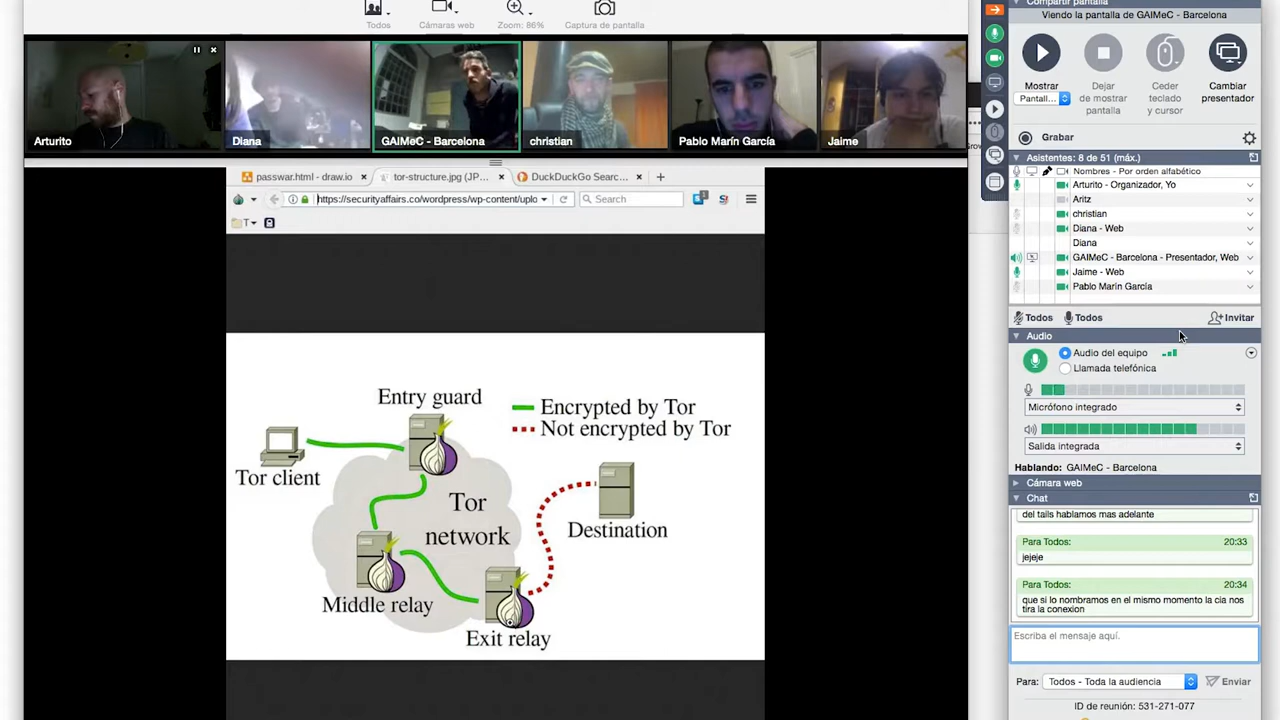 Todos
Cámaras web
Zoom: 86%
Captura de pantalla
Arturito
Diana
GAIMeC - Barcelona
christian
Pablo Marín García
Jaime
passwar.html - draw.io
tor-structure.jpg (JP...
DuckDuckGo Searc...
https://securityaffairs.co/wordpress/wp-content/uplo
Search
T
Entry guard
Encrypted by Tor
Not encrypted by Tor
Tor client
Tor
network
Destination
Middle relay
Exit relay
Compartir pantalla
Viendo la pantalla de GAIMeC - Barcelona
Mostrar
Pantall...
Dejar
de mostrar
pantalla
Ceder
teclado
y cursor
Cambiar
presentador
Grabar
Asistentes: 8 de 51 (máx.)
Nombres - Por orden alfabético
Arturito - Organizador, Yo
Aritz
christian
Diana - Web
Diana
GAIMeC - Barcelona - Presentador, Web
Jaime - Web
Pablo Marín García
Todos
Todos
Invitar
Audio
Audio del equipo
Llamada telefónica
Micrófono integrado
Salida integrada
Hablando: GAIMeC - Barcelona
Cámara web
Chat
del tails hablamos mas adelante
Para Todos: 20:33
jejeje
Para Todos: 20:34
que si lo nombramos en el mismo momento la cia nos
tira la conexion
Escriba el mensaje aquí.
Para: Todos - Toda la audiencia
Enviar
ID de reunión: 531-271-077